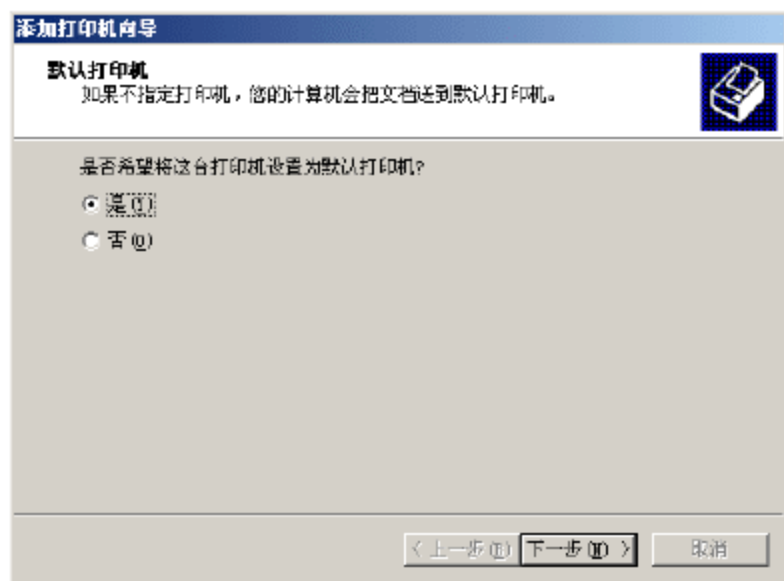 添加打印机向导
默认打印机
如果不指定打印机，您的计算机会把文档送到默认打印机。
是否希望将这台打印机设置为默认打印机?
是(Y)
否(O)
< 上一步(B)
下一步(N) >
取消